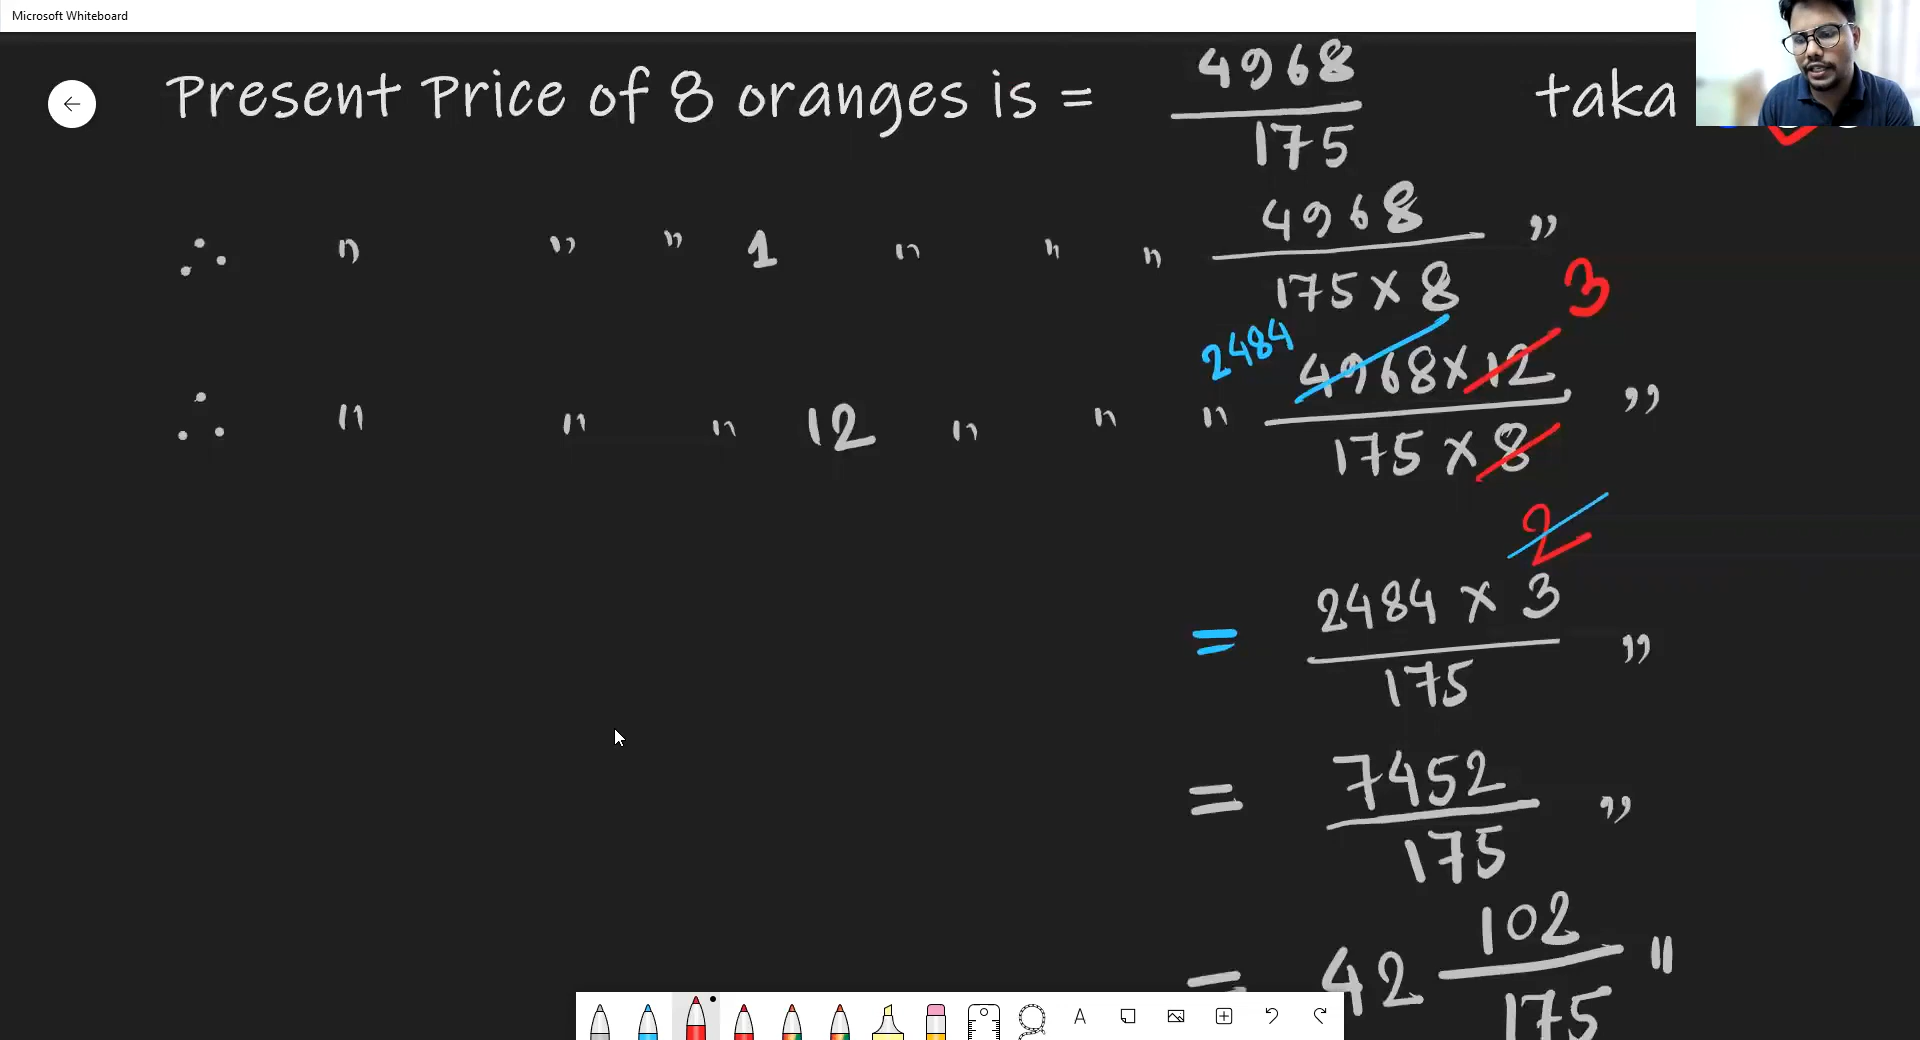 Microsoft Whiteboard
Present Price of 8 oranges is = 4968/175 taka
∴ " " " 1 " " " 4968/175 × 8 "
∴ " " " 12 " " " 2484 4968 × 12 3/175 × 8 2 "
= 2484 × 3/175 "
= 7452/175 "
= 42 102/175 "
A